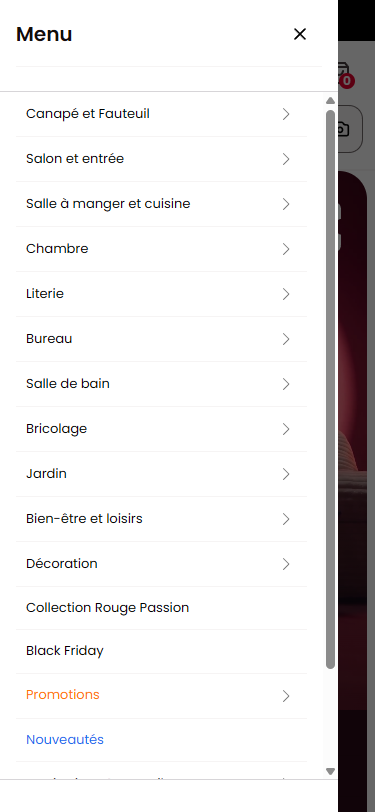 Menu
0
Canapé et Fauteuil
Salon et entrée
Salle à manger et cuisine
Chambre
Literie
Bureau
Salle de bain
Bricolage
Jardin
Bien-être et loisirs
Décoration
Collection Rouge Passion
Black Friday
Promotions
Nouveautés